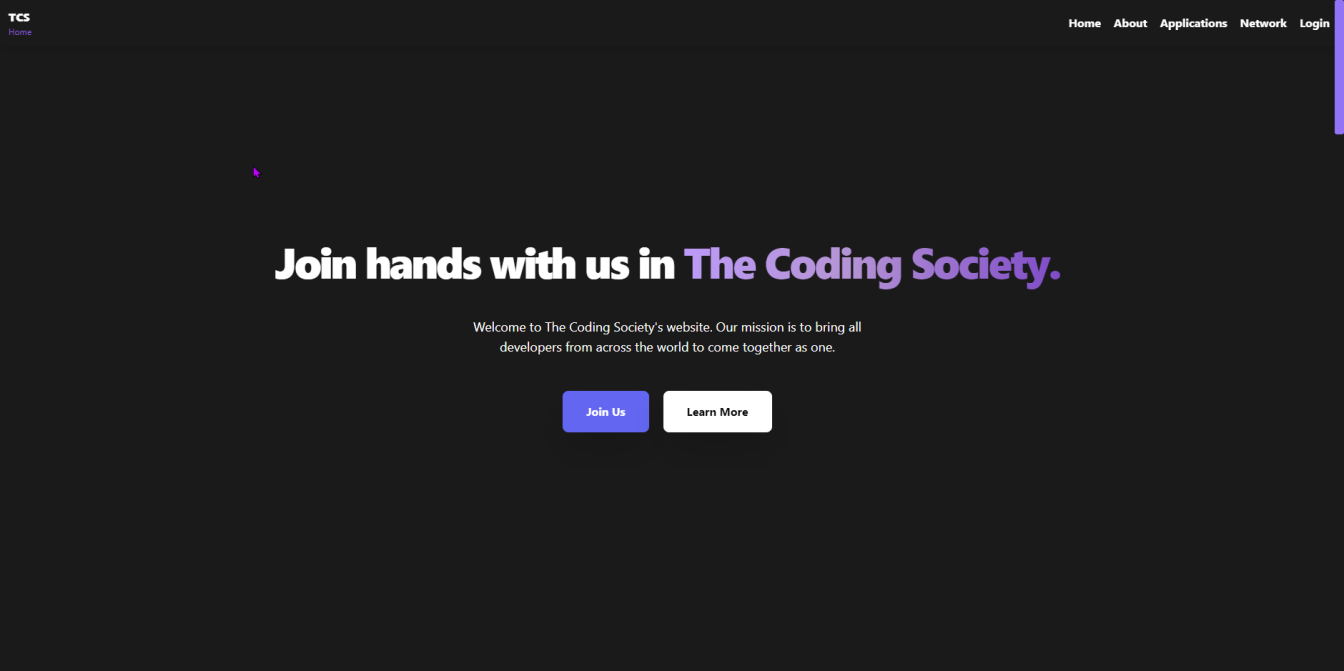 TCS
Home
Home About Applications Network Login
Join hands with us in The Coding Society.
Welcome to The Coding Society's website. Our mission is to bring all
developers from across the world to come together as one.
Join Us
Learn More